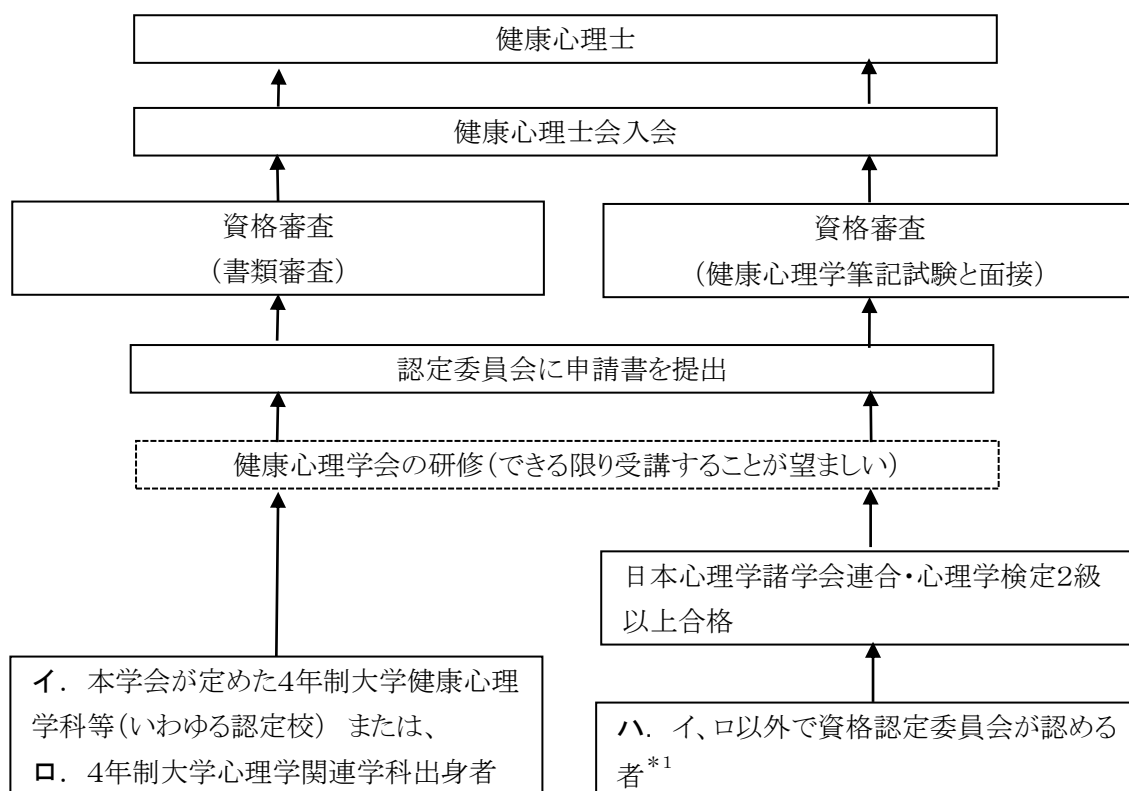 健康心理士
健康心理士会入会
資格審査
（書類審査）
資格審査
（健康心理学筆記試験と面接）
認定委員会に申請書を提出
健康心理学会の研修（できる限り受講することが望ましい）
日本心理学諸学会連合・心理学検定2級
以上合格
イ． 本学会が定めた4年制大学健康心理
学科等（いわゆる認定校） または、
ロ． 4年制大学心理学関連学科出身者
ハ． イ、ロ以外で資格認定委員会が認める
者*1